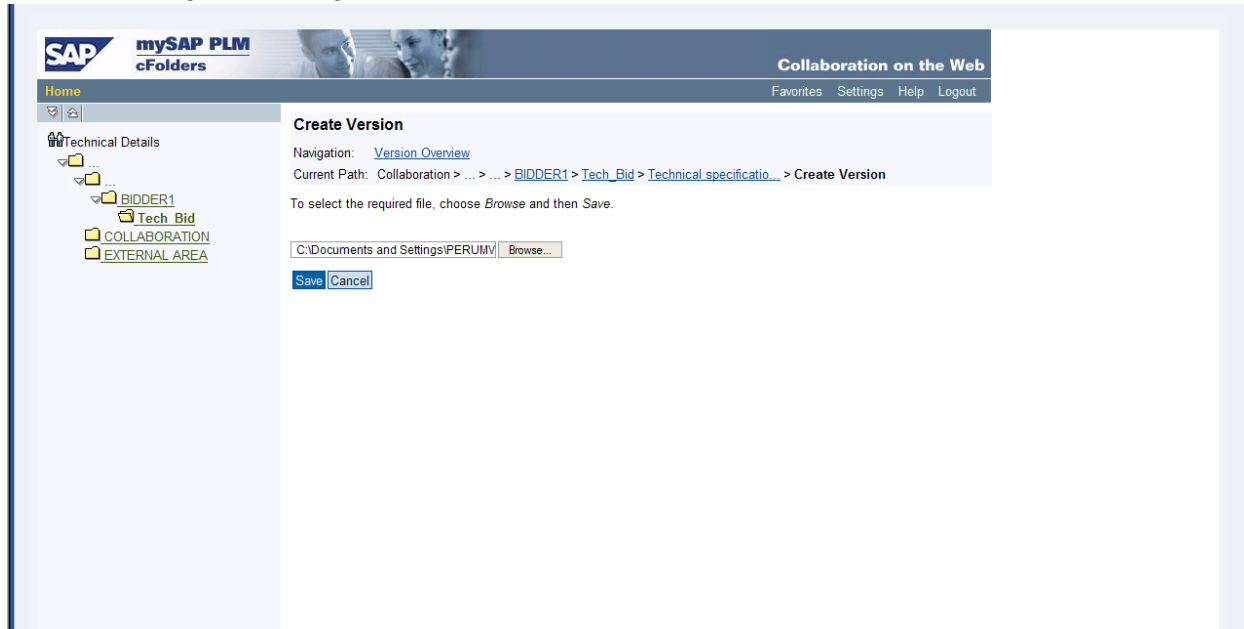 SAP
mySAP PLM
cFolders
Collaboration on the Web
Home
Favorites Settings Help Logout
Technical Details
...
...
BIDDER1
Tech_Bid
COLLABORATION
EXTERNAL AREA
Create Version
Navigation: Version Overview
Current Path: Collaboration > ... > ... > BIDDER1 > Tech_Bid > Technical specificatio... > Create Version
To select the required file, choose Browse and then Save.
C:\Documents and Settings\PERUMV Browse...
Save Cancel